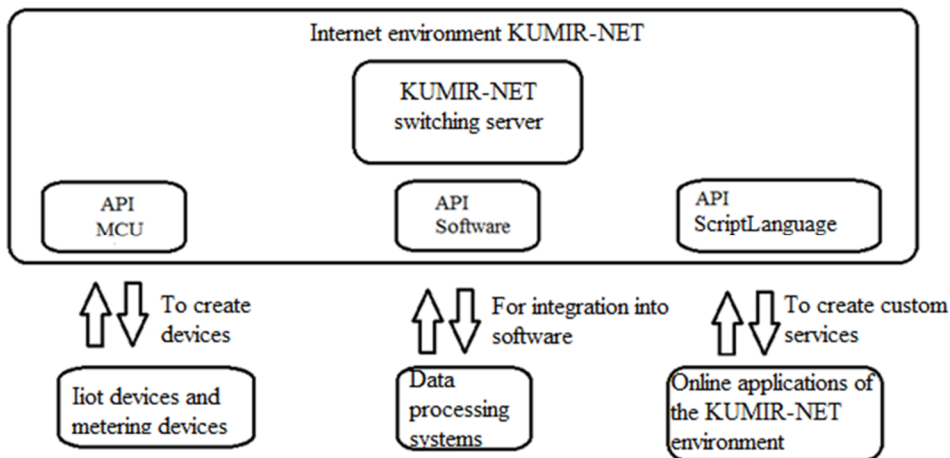 Internet environment KUMIR-NET
KUMIR-NET
switching server
API
MCU
API
Software
API
ScriptLanguage
To create
devices
For integration into
software
To create custom
services
Iiot devices and
metering devices
Data
processing
systems
Online applications of
the KUMIR-NET
environment